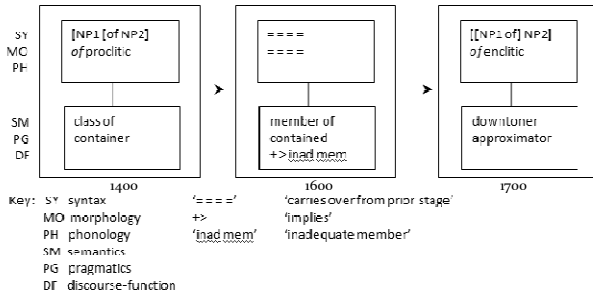 SY [NP1 [of NP2] ==== [[NP1 of] NP2]
MO of proclitic ==== of enclitic
PH
SM class of member of downtoner
PG container contained approximator
DF +> inad mem
1400 1600 1700
Key: SY syntax '====' 'carries over from prior stage'
MO morphology +> 'implies'
PH phonology 'inad mem' 'inadequate member'
SM semantics
PG pragmatics
DF discourse-function